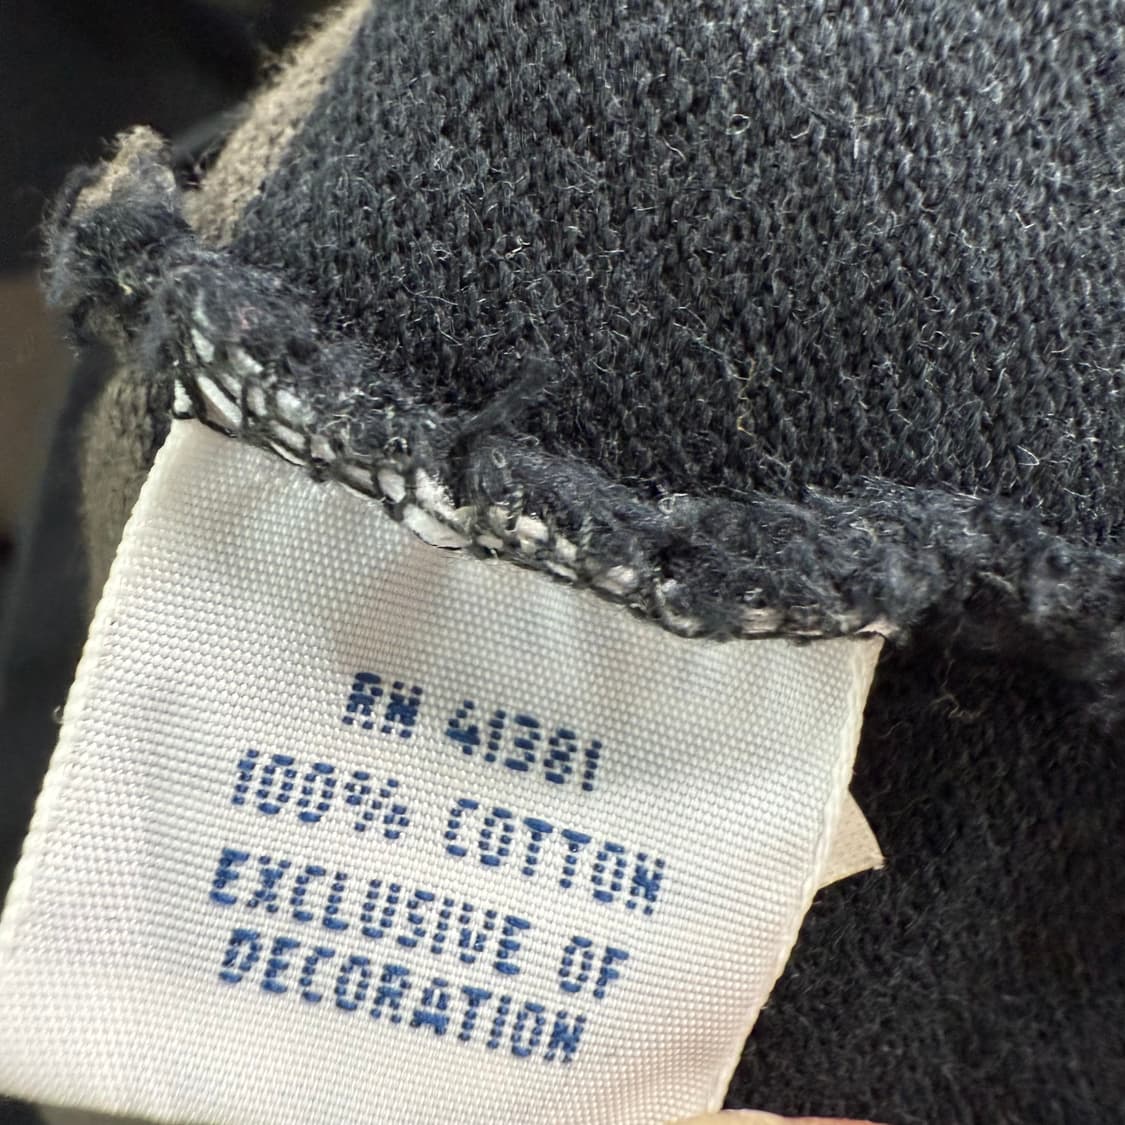 RN 41381
100% COTTON
EXCLUSIVE OF
DECORATION